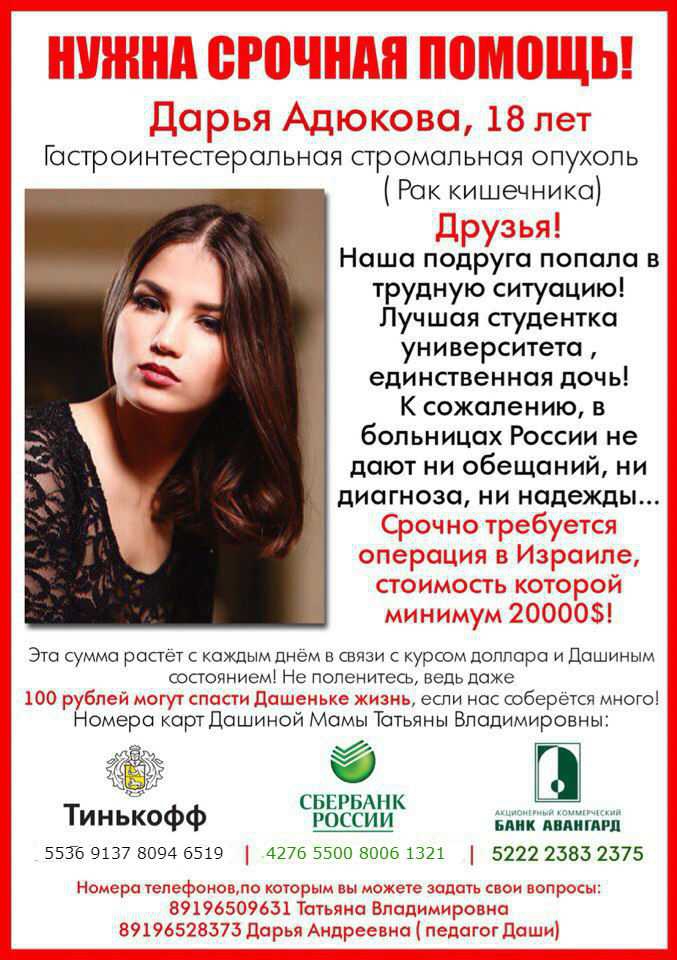 НУЖНА СРОЧНАЯ ПОМОЩЬ!
Дарья Адюкова, 18 лет
Гастроинтестеральная стромальная опухоль
( Рак кишечника)
Друзья!
Наша подруга попала в
трудную ситуацию!
Лучшая студентка
университета ,
единственная дочь!
К сожалению, в
больницах России не
дают ни обещаний, ни
диагноза, ни надежды...
Срочно требуется
операция в Израиле,
стоимость которой
минимум 20000$!
Эта сумма растёт с каждым днём в связи с курсом доллара и Дашиным
состоянием! Не поленитесь, ведь даже
100 рублей могут спасти Дашеньке жизнь, если нас соберётся много!
Номера карт Дашиной Мамы Татьяны Владимировны:
Тинькофф
СБЕРБАНК
РОССИИ
АКЦИОНЕРНЫЙ КОММЕРЧЕСКИЙ
БАНК АВАНГАРД
5536 9137 8094 6519 | 4276 5500 8006 1321 | 5222 2383 2375
Номера телефонов,по которым вы можете задать свои вопросы:
89196509631 Татьяна Владимировна
89196528373 Дарья Андреевна ( педагог Даши)